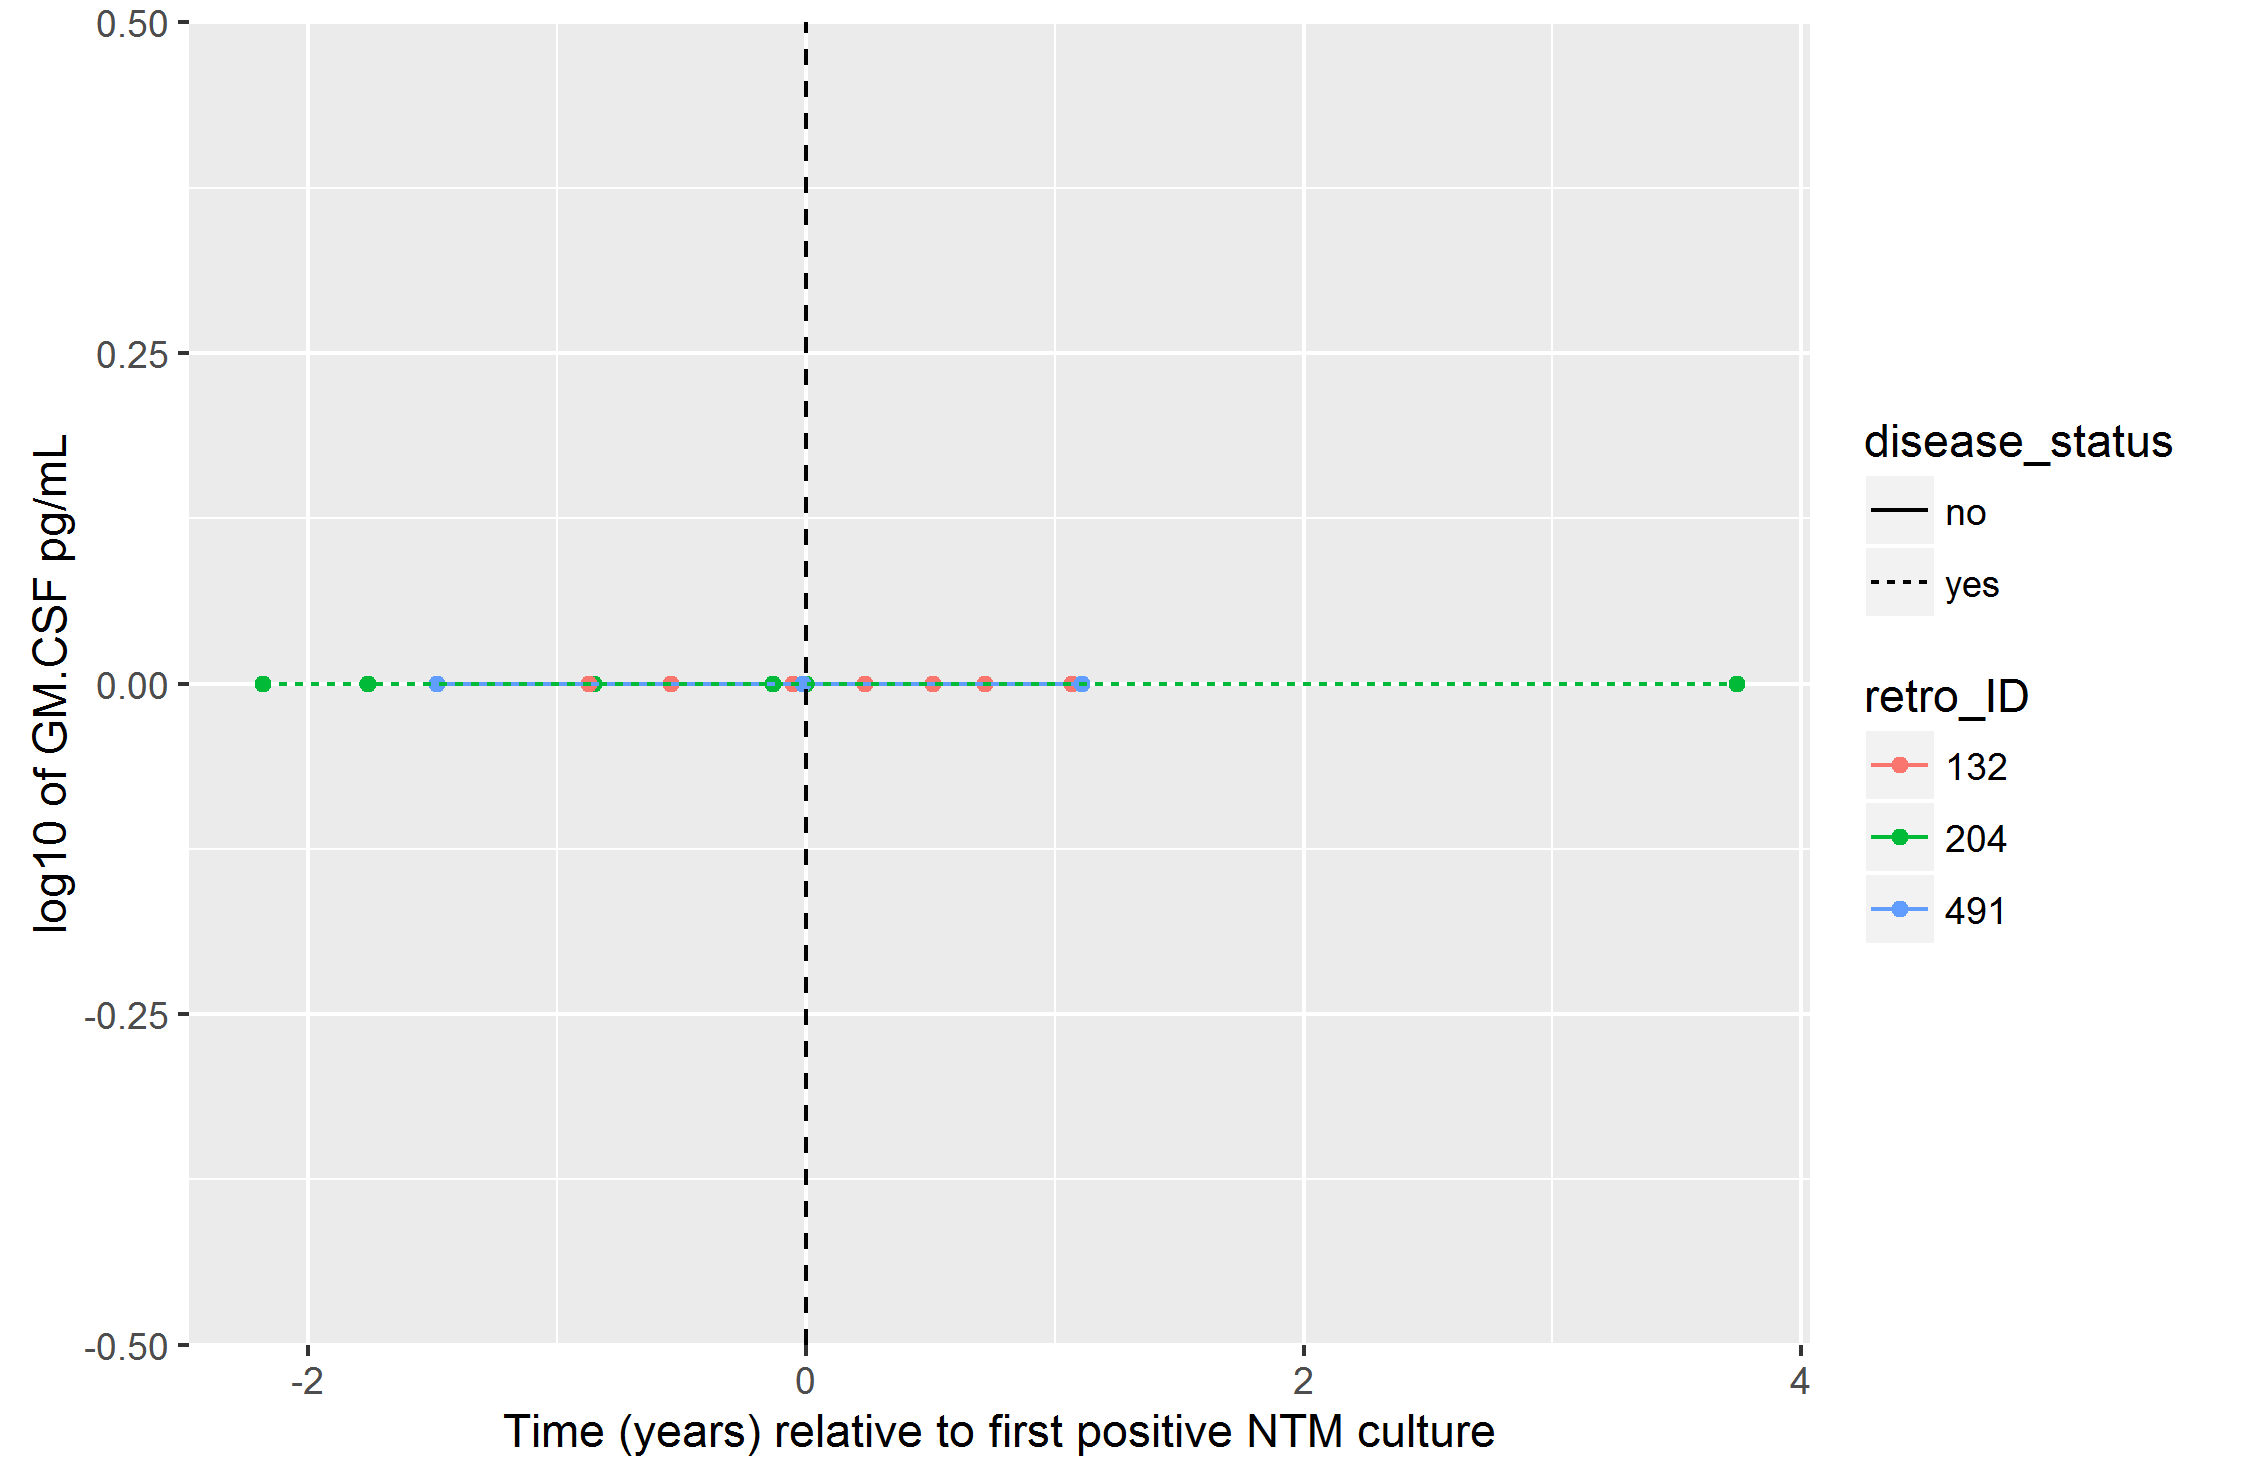 log10 of GM.CSF pg/mL
0.50
0.25
0.00
-0.25
-0.50
-2
0
2
4
Time (years) relative to first positive NTM culture
disease_status
no
yes
retro_ID
132
204
491